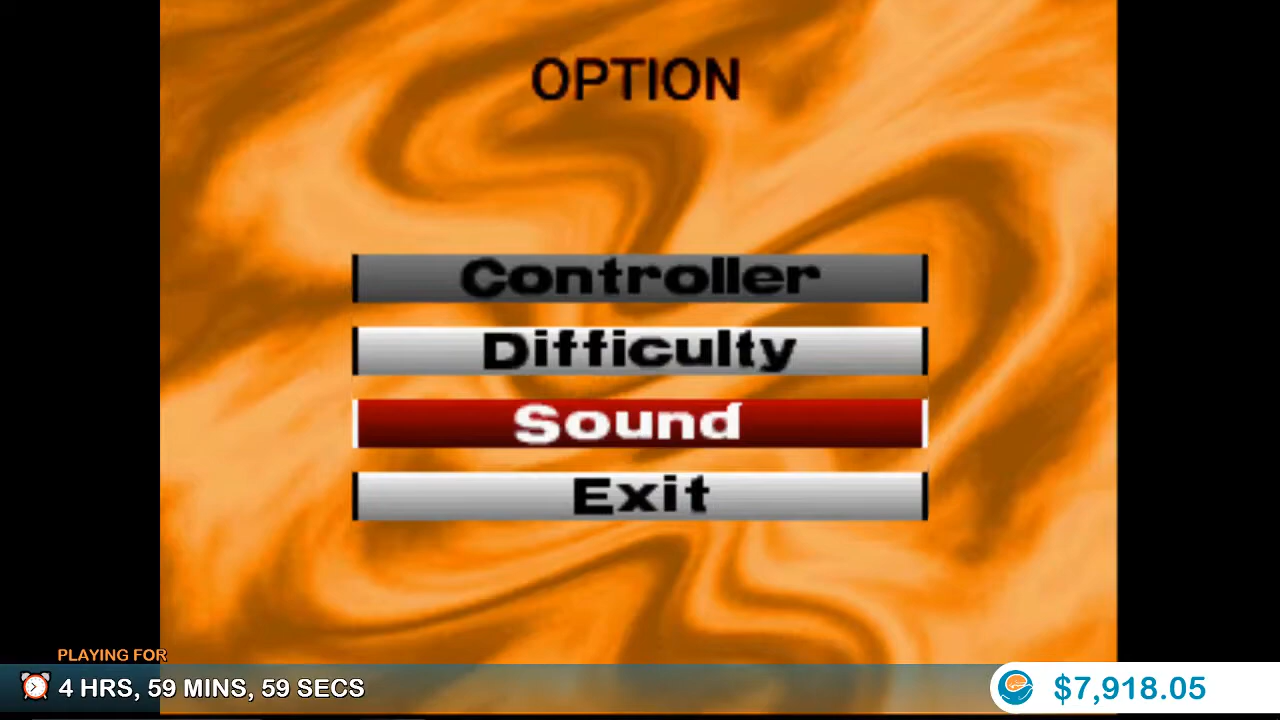 OPTION
Controller
Difficulty
Sound
Exit
PLAYING FOR
4 HRS, 59 MINS, 59 SECS
$7,918.05